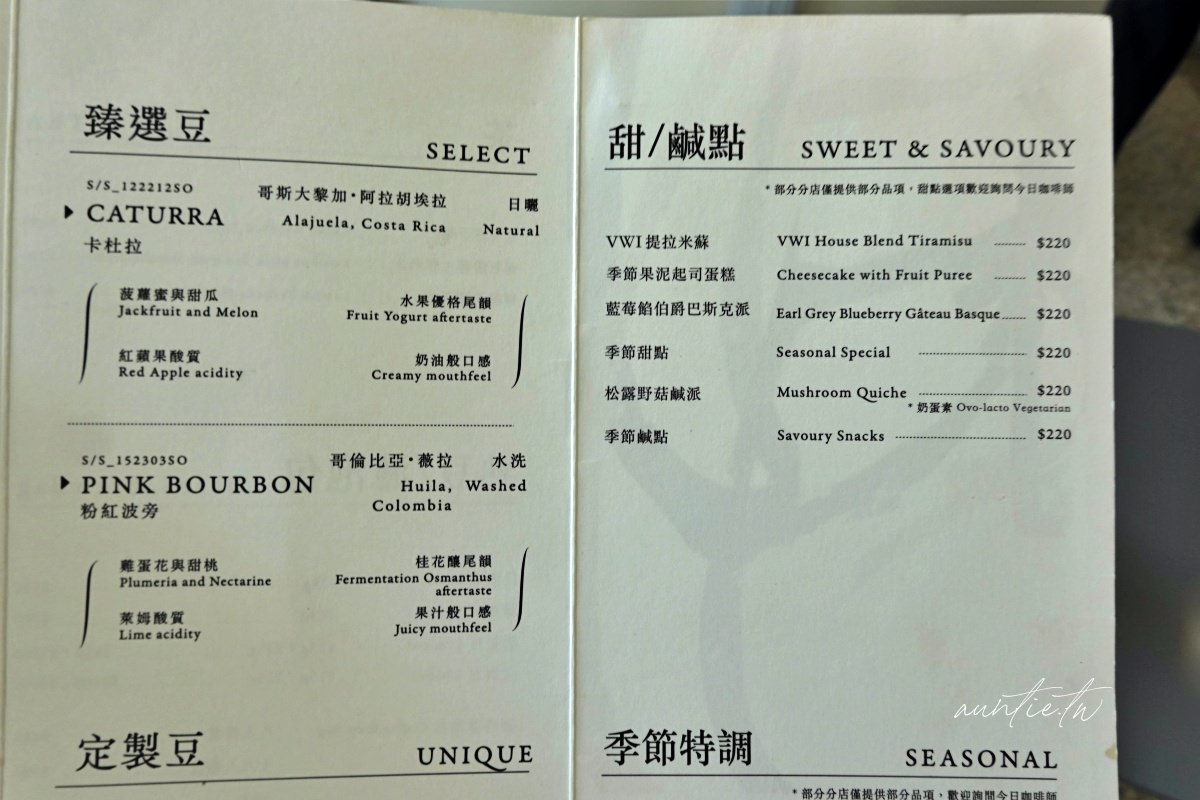 臻選豆 SELECT
S/S_122212SO 哥斯大黎加·阿拉胡埃拉 日曬
CATURRA Alajuela, Costa Rica Natural
卡杜拉
菠蘿蜜與甜瓜 水果優格尾韻
Jackfruit and Melon Fruit Yogurt aftertaste
紅蘋果酸質 奶油般口感
Red Apple acidity Creamy mouthfeel
S/S_152303SO 哥倫比亞·薇拉 水洗
PINK BOURBON Huila, Washed
粉紅波旁 Colombia
雞蛋花與甜桃 桂花釀尾韻
Plumeria and Nectarine Fermentation Osmanthus
aftertaste
萊姆酸質 果汁般口感
Lime acidity Juicy mouthfeel
定製豆 UNIQUE
甜/鹹點 SWEET & SAVOURY
*部分分店僅提供部分品項，甜點選項歡迎詢問今日咖啡師
VWI提拉米蘇 VWI House Blend Tiramisu $220
季節果泥起司蛋糕 Cheesecake with Fruit Puree $220
藍莓餡伯爵巴斯克派 Earl Grey Blueberry Gâteau Basque $220
季節甜點 Seasonal Special $220
松露野菇鹹派 Mushroom Quiche $220
*奶蛋素 Ovo-lacto Vegetarian
季節鹹點 Savoury Snacks $220
季節特調 SEASONAL
*部分分店僅提供部分品項，歡迎詢問今日咖啡師
auntie.tw